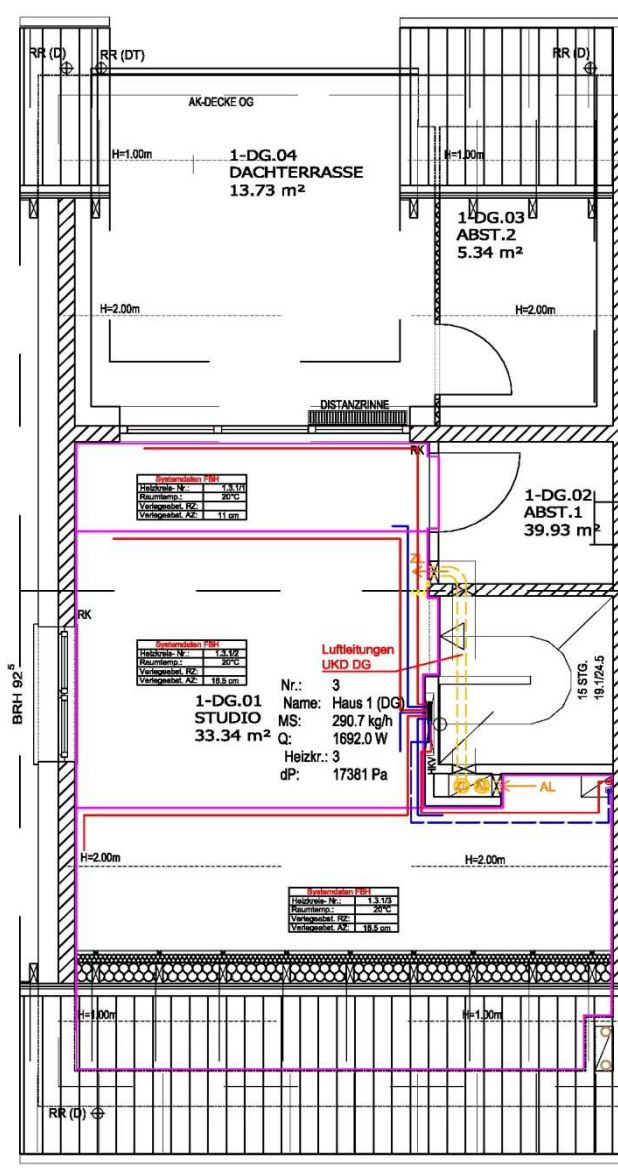 RR (D)
RR (DT)
RR (D)
AK-DECKE OG
H=1.00m
1-DG.04
DACHTERRASSE
13.73 m²
H=1.00m
1-DG.03
ABST.2
5.34 m²
H=2.00m
H=2.00m
DISTANZRINNE
RK
Systemdaten FBH
Heizkreis- Nr.: 1.3.1/1
Raumtemp.: 20°C
Verlegeabst. RZ:
Verlegeabst. AZ: 11 cm
1-DG.02
ABST.1
39.93 m²
ZL
RK
Systemdaten FBH
Heizkreis- Nr.: 1.3.1/2
Raumtemp.: 20°C
Verlegeabst. RZ:
Verlegeabst. AZ: 16.5 cm
Luftleitungen
UKD DG
BRH 92⁵
1-DG.01
STUDIO
33.34 m²
Nr.: 3
Name: Haus 1 (DG)
MS: 290.7 kg/h
Q: 1692.0 W
Heizkr.: 3
dP: 17381 Pa
15 STG.
19.1/24.5
HKV
AL
H=2.00m
H=2.00m
Systemdaten FBH
Heizkreis- Nr.: 1.3.1/3
Raumtemp.: 20°C
Verlegeabst. RZ:
Verlegeabst. AZ: 16.5 cm
H=1.00m
H=1.00m
RR (D)